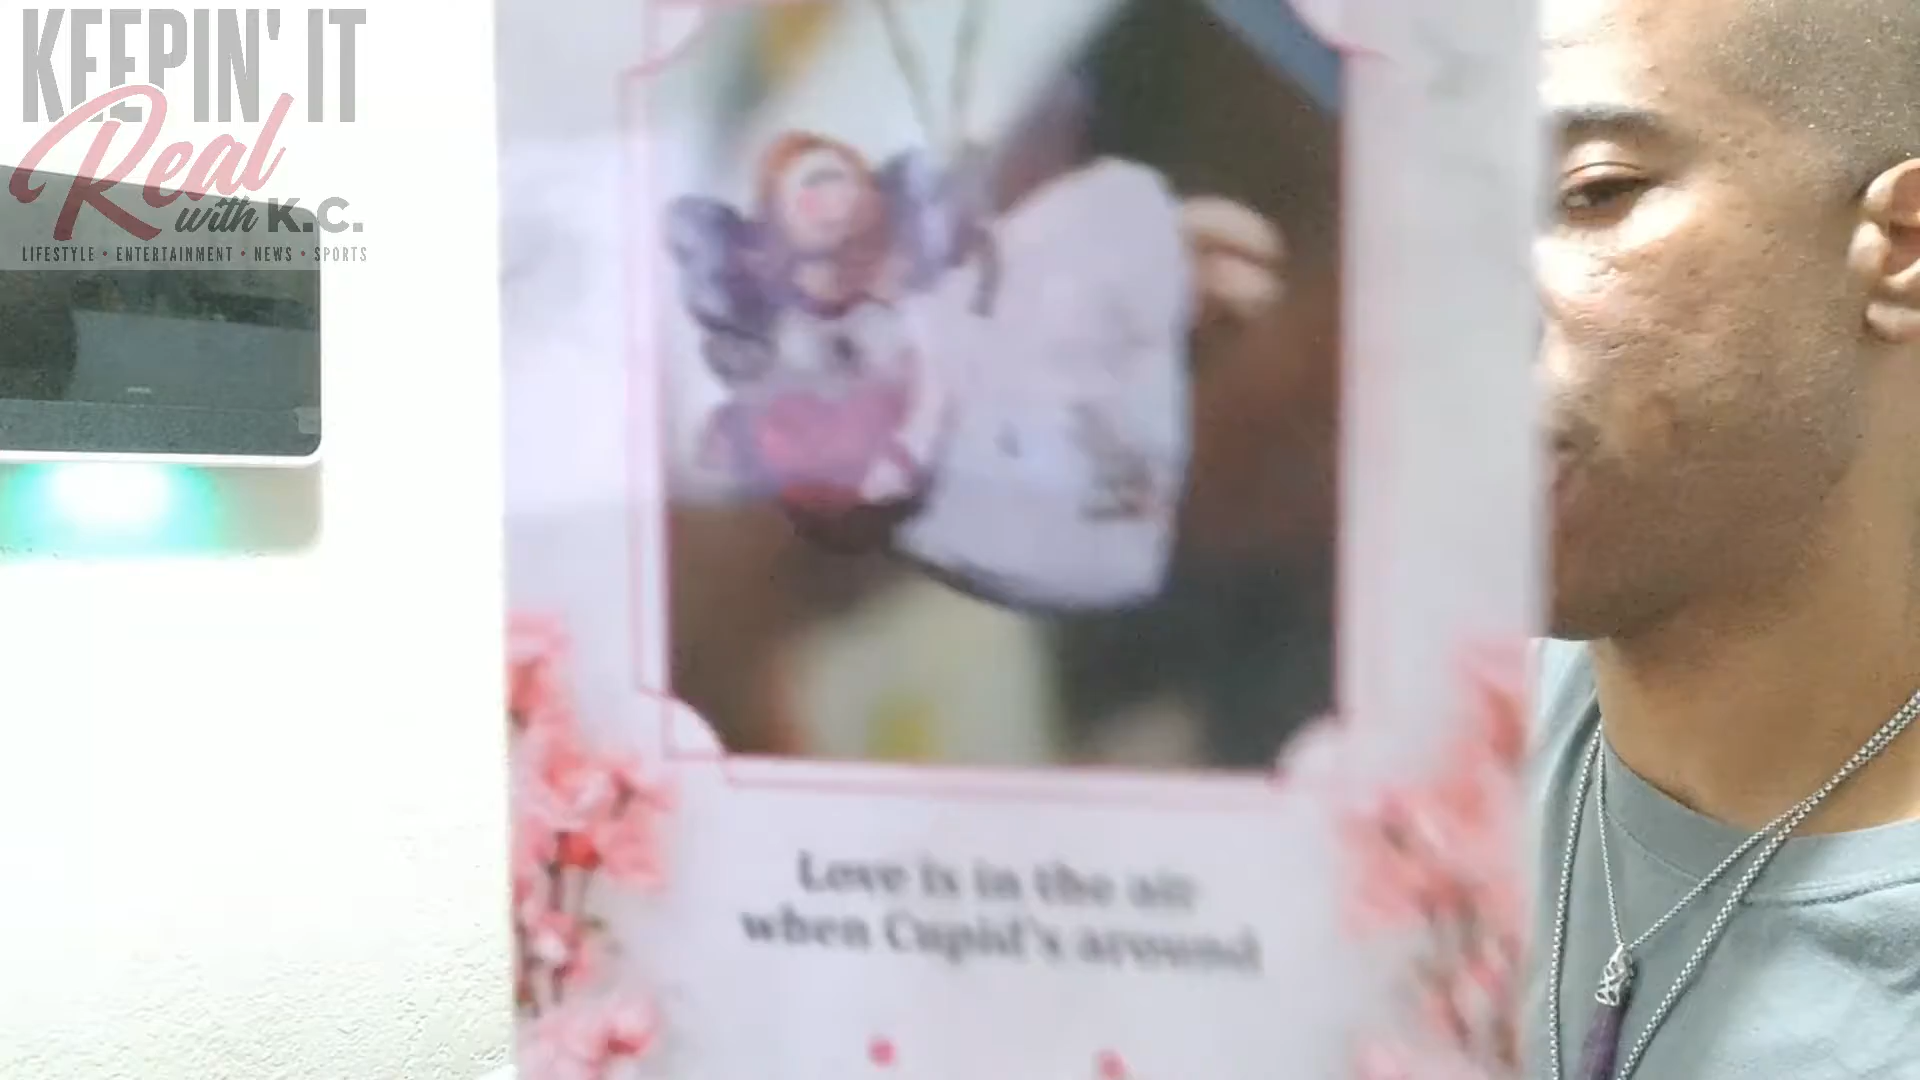 KEEPIN' IT
Real
with K.C.
LIFESTYLE • ENTERTAINMENT • NEWS • SPORTS
Love is in the air
when Cupid's around